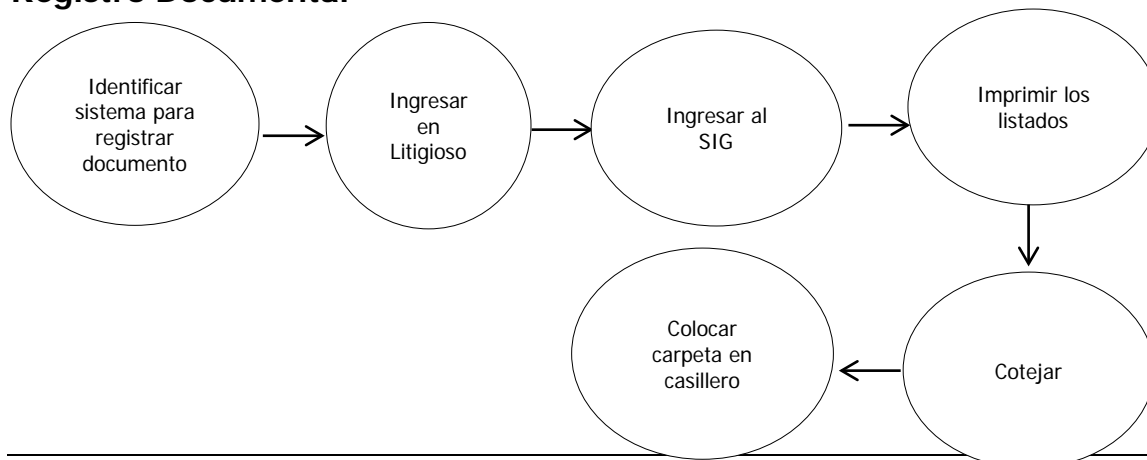 Registro Documental
Identificar
sistema para
registrar
documento
Ingresar
en
Litigioso
Ingresar al
SIG
Imprimir los
listados
Cotejar
Colocar
carpeta en
casillero